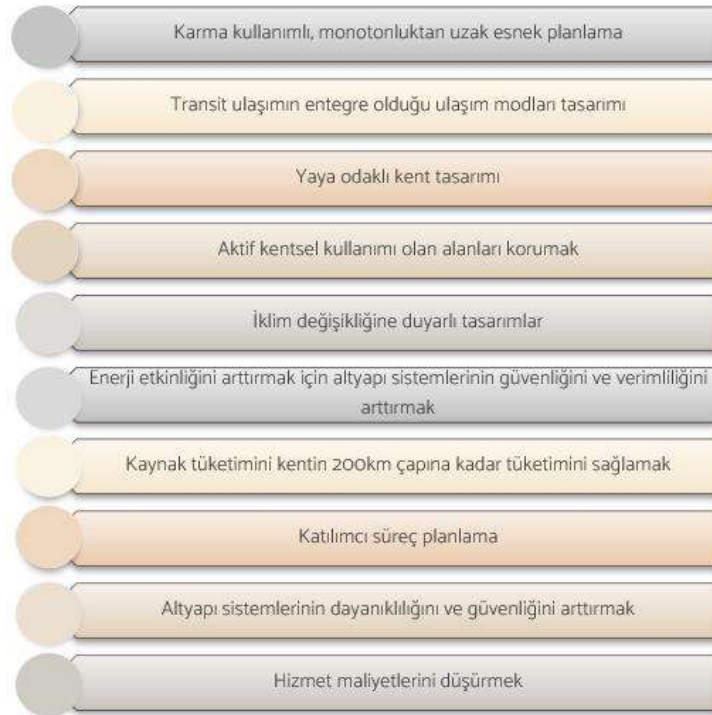 Karma kullanımlı, monotonluktan uzak esnek planlama
Transit ulaşımın entegre olduğu ulaşım modları tasarımı
Yaya odaklı kent tasarımı
Aktif kentsel kullanımı olan alanları korumak
İklim değişikliğine duyarlı tasarımlar
Enerji etkinliğini arttırmak için altyapı sistemlerinin güvenliğini ve verimliliğini
arttırmak
Kaynak tüketimini kentin 200km çapına kadar tüketimini sağlamak
Katılımcı süreç planlama
Altyapı sistemlerinin dayanıklılığını ve güvenliğini arttırmak
Hizmet maliyetlerini düşürmek